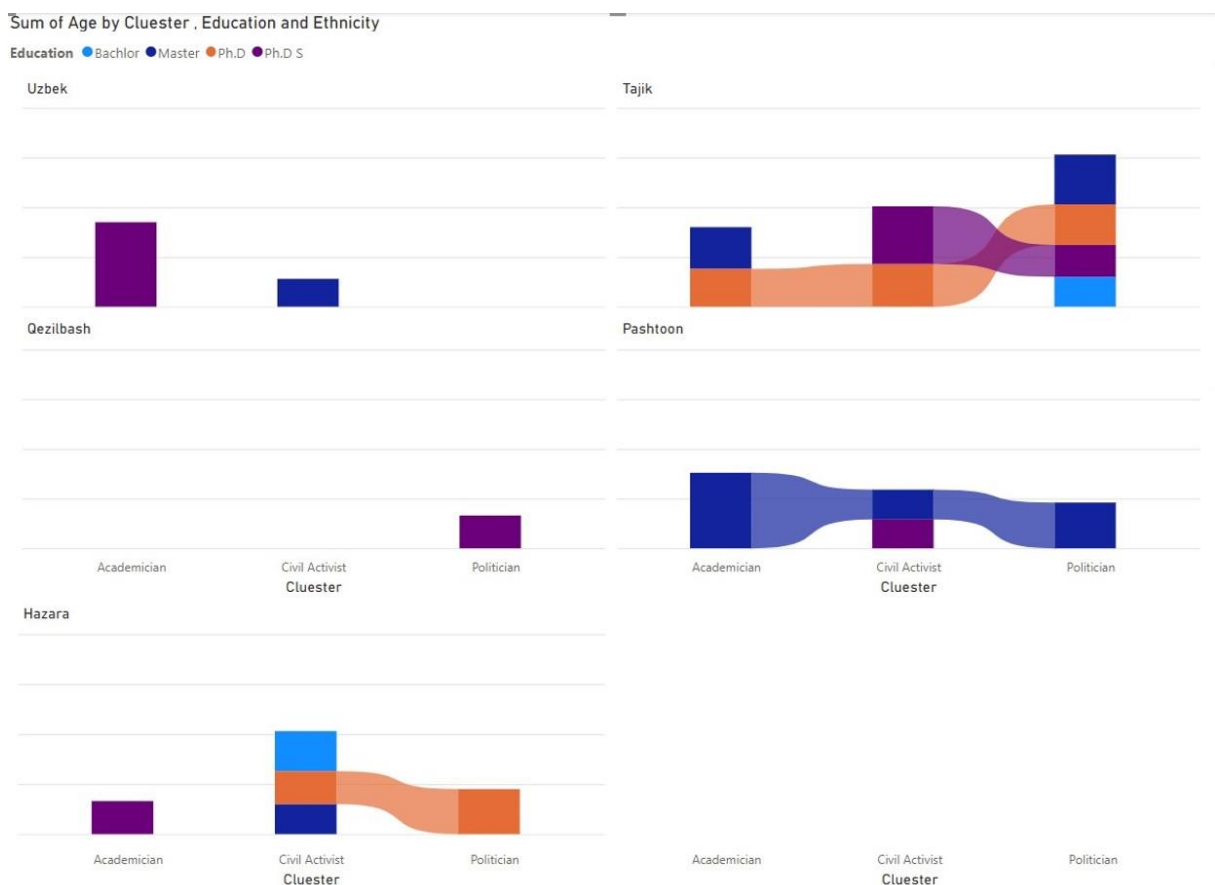 Sum of Age by Cluester , Education and Ethnicity
Education Bachlor Master Ph.D Ph.D S
Uzbek
Tajik
Qezilbash
Pashtoon
Academician Civil Activist Politician
Cluester
Academician Civil Activist Politician
Cluester
Hazara
Academician Civil Activist Politician
Cluester
Academician Civil Activist Politician
Cluester